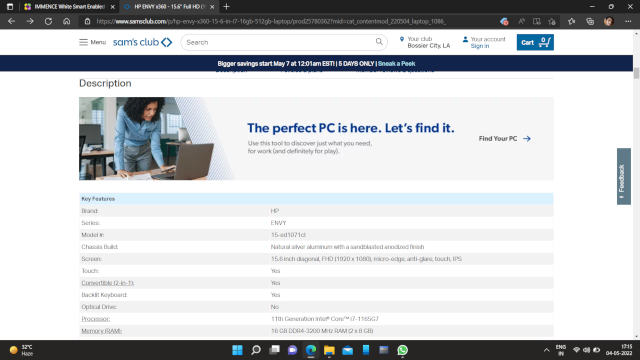 IMMENCE White Smart Enabled
HP ENVY x360 - 15.6" Full HD (1
https://www.samsclub.com/p/hp-envy-x360-15-6-in-i7-16gb-512gb-laptop/prod25780362?mid=cat_contentmod_220504_laptop_1086_
Menu
sam's club
Search
Your club
Bossier City, LA
Your account
Sign in
Cart 0
Bigger savings start May 7 at 12:01am EST! | 5 DAYS ONLY | Sneak a Peek
Description
The perfect PC is here. Let's find it.
Use this tool to discover just what you need,
for work (and definitely for play).
Find Your PC
Feedback
Key Features
Brand: HP
Series: ENVY
Model #: 15-ed1071cl
Chassis Build: Natural silver aluminum with a sandblasted anodized finish
Screen: 15.6 inch diagonal, FHD (1920 x 1080), micro-edge, anti-glare, touch, IPS
Touch: Yes
Convertible (2-in-1): Yes
Backlit Keyboard: Yes
Optical Drive: No
Processor: 11th Generation Intel® Core™ i7-1165G7
Memory (RAM): 16 GB DDR4-3200 MHz RAM (2 x 8 GB)
32°C
Haze
ENG
IN
17:15
04-05-2022